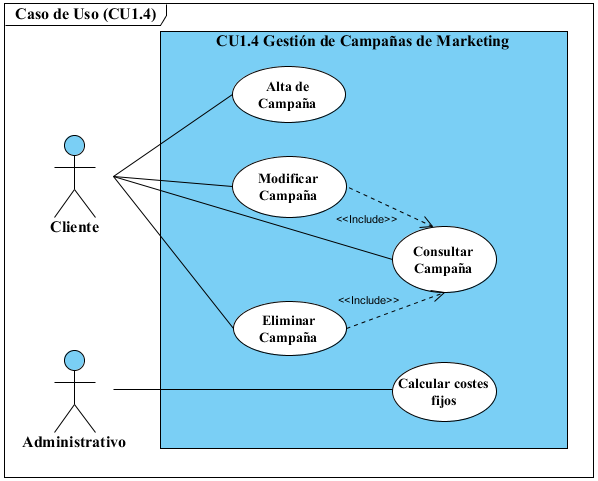 Caso de Uso (CU1.4)
CU1.4 Gestión de Campañas de Marketing
Alta de
Campaña
Modificar
Campaña
<<Include>>
Cliente
Consultar
Campaña
<<Include>>
Eliminar
Campaña
Calcular costes
fijos
Administrativo